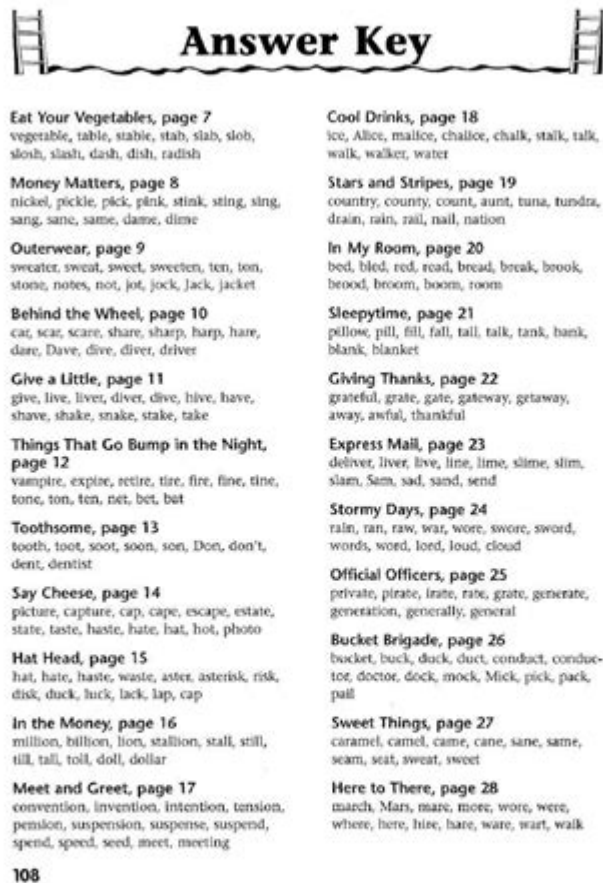 Answer Key
Eat Your Vegetables, page 7
vegetable, table, stable, stab, slab, slob,
slosh, slash, dash, dish, radish
Money Matters, page 8
nickel, pickle, pick, pink, stink, sting, sing,
sang, sane, same, dame, dime
Outerwear, page 9
sweater, sweat, sweet, sweeten, ten, ton,
stone, notes, not, jot, jock, Jack, jacket
Behind the Wheel, page 10
car, scar, scare, share, sharp, harp, hare,
dare, Dave, dive, diver, driver
Give a Little, page 11
give, live, liver, diver, dive, hive, have,
shave, shake, snake, stake, take
Things That Go Bump in the Night,
page 12
vampire, expire, retire, tire, fire, fine, tine,
tone, ton, ten, net, bet, bat
Toothsome, page 13
tooth, toot, soot, soon, son, Don, don't,
dent, dentist
Say Cheese, page 14
picture, capture, cap, cape, escape, estate,
state, taste, haste, hate, hat, hot, photo
Hat Head, page 15
hat, hate, haste, waste, aster, asterisk, risk,
disk, duck, luck, lack, lap, cap
In the Money, page 16
million, billion, lion, stallion, stall, still,
till, tall, toll, doll, dollar
Meet and Greet, page 17
convention, invention, intention, tension,
pension, suspension, suspense, suspend,
spend, speed, seed, meet, meeting
108
Cool Drinks, page 18
ice, Alice, malice, chalice, chalk, stalk, talk,
walk, walker, water
Stars and Stripes, page 19
country, county, count, aunt, tuna, tundra,
drain, rain, rail, nail, nation
In My Room, page 20
bed, bled, red, read, bread, break, brook,
brood, broom, boom, room
Sleepytime, page 21
pillow, pill, fill, fall, tall, talk, tank, bank,
blank, blanket
Giving Thanks, page 22
grateful, grate, gate, gateway, getaway,
away, awful, thankful
Express Mail, page 23
deliver, liver, live, line, lime, slime, slim,
slam, Sam, sad, sand, send
Stormy Days, page 24
rain, ran, raw, war, wore, swore, sword,
words, word, lord, loud, cloud
Official Officers, page 25
private, pirate, irate, rate, grate, generate,
generation, generally, general
Bucket Brigade, page 26
bucket, buck, duck, duct, conduct, conduc-
tor, doctor, dock, mock, Mick, pick, pack,
pail
Sweet Things, page 27
caramel, camel, came, cane, sane, same,
seam, seat, sweat, sweet
Here to There, page 28
march, Mars, mare, more, wore, were,
where, here, hire, hare, ware, wart, walk